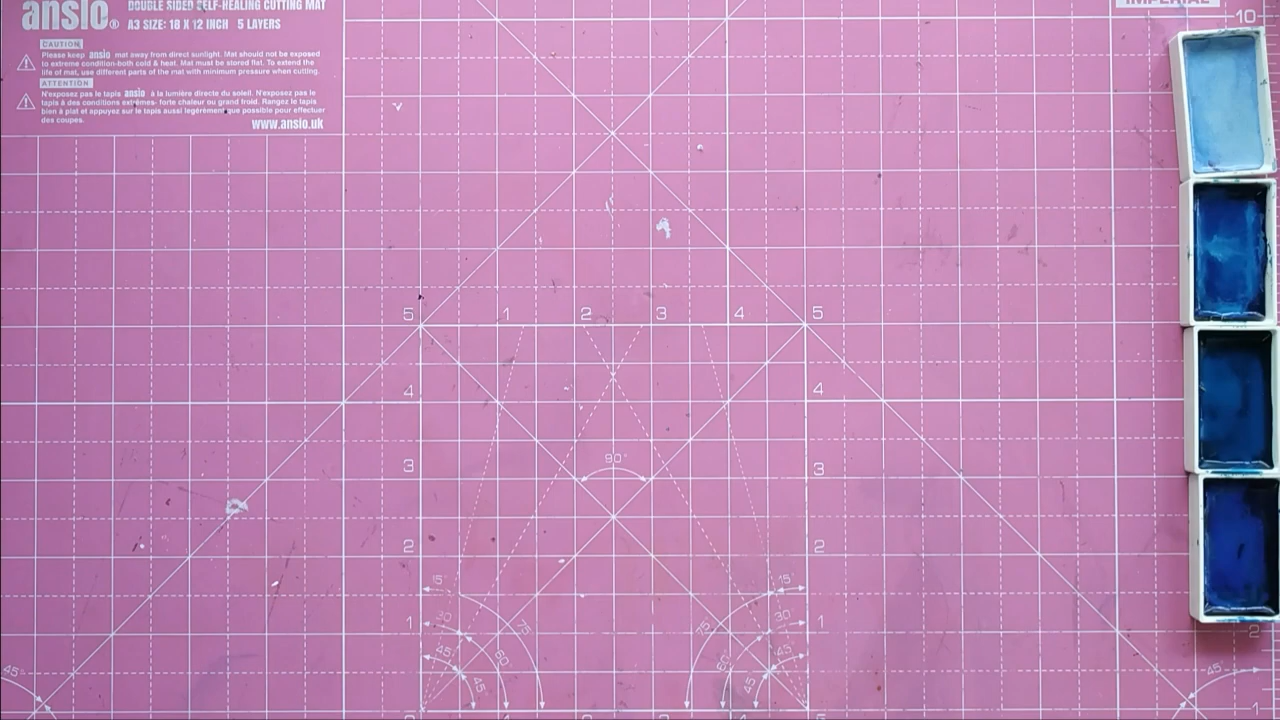 ansio®
DOUBLE SIDED SELF-HEALING CUTTING MAT
A3 SIZE: 18 X 12 INCH 5 LAYERS
CAUTION
Please keep ansio mat away from direct sunlight. Mat should not be exposed
to extreme condition-both cold & heat. Mat must be stored flat. To extend the
life of mat, use different parts of the mat with minimum pressure when cutting.
ATTENTION
N'exposez pas le tapis ansio à la lumière directe du soleil. N'exposez pas le
tapis à des conditions extrêmes- forte chaleur ou grand froid. Rangez le tapis
bien à plat et appuyez sur le tapis aussi légèrement que possible pour effectuer
des coupes.
www.ansio.uk
IMPERIAL
10
5 1 2 3 4 5
4 4
90°
3 3
2 2
15° 15°
1 30 75 75 30 1 2
45 60 60 45
45° 45 45 45°
1